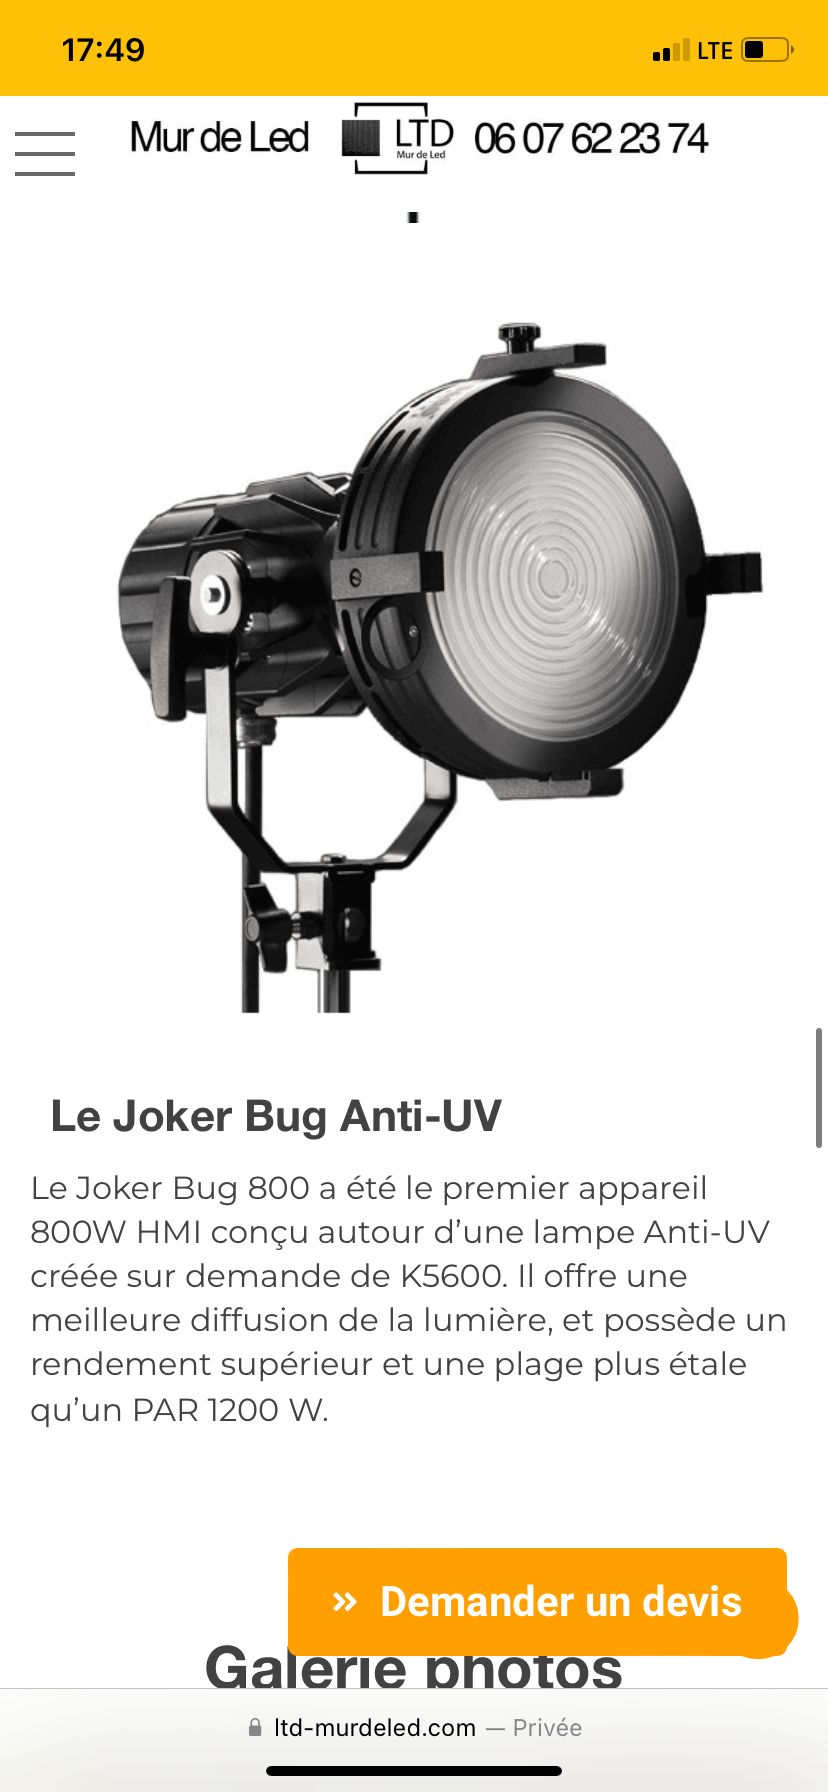 17:49 LTE
Mur de Led LTD 06 07 62 23 74
Mur de Led
Le Joker Bug Anti-UV
Le Joker Bug 800 a été le premier appareil
800W HMI conçu autour d’une lampe Anti-UV
créée sur demande de K5600. Il offre une
meilleure diffusion de la lumière, et possède un
rendement supérieur et une plage plus étale
qu’un PAR 1200 W.
» Demander un devis
Galerie photos
ltd-murdeled.com — Privée